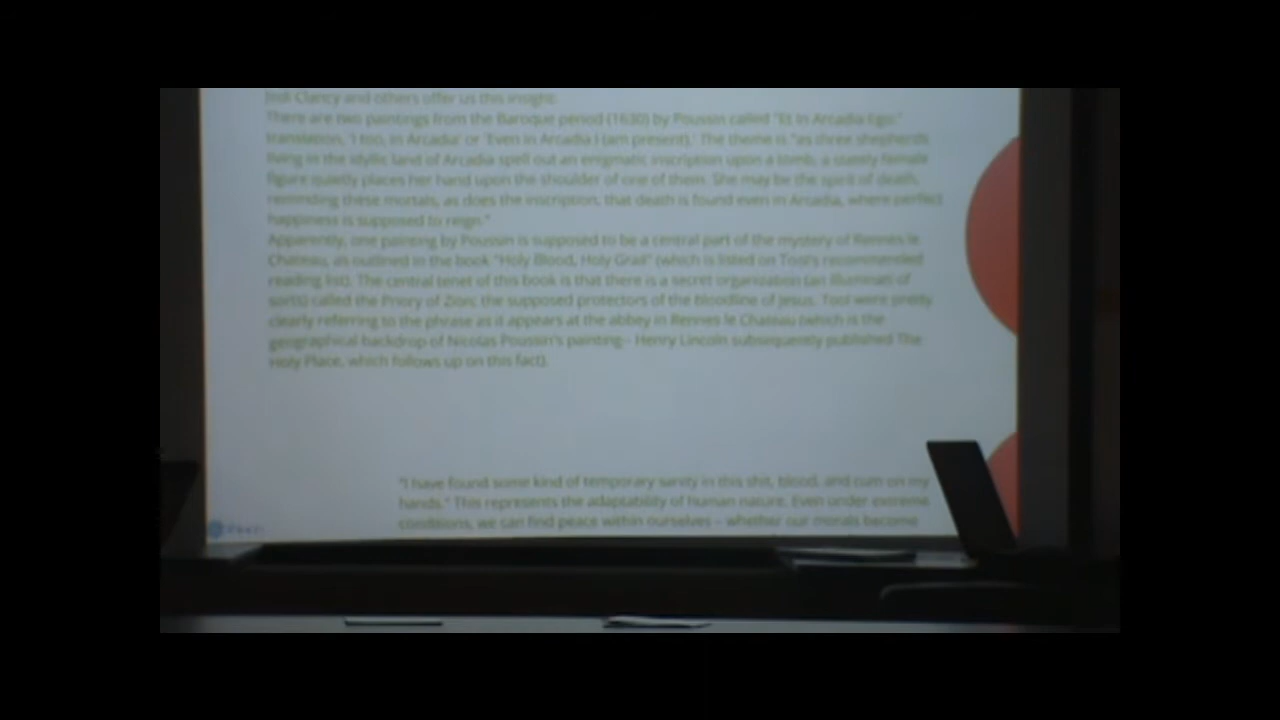 Clancy and others offer us this insight:
There are two paintings from the Baroque period (1630) by Poussin called "Et in Arcadia Ego."
translation, 'I too, in Arcadia' or 'Even in Arcadia I (am present).' The theme is "as three shepherds
living in the idyllic land of Arcadia spell out an enigmatic inscription upon a tomb, a stately female
figure quietly places her hand upon the shoulder of one of them. She may be the spirit of death,
reminding these mortals, as does the inscription, that death is found even in Arcadia, where perfect
happiness is supposed to reign."
Apparently, one painting by Poussin is supposed to be a central part of the mystery of Rennes le
Chateau, as outlined in the book "Holy Blood, Holy Grail" (which is listed on Tool's recommended
reading list). The central tenet of this book is that there is a secret organization (an Illuminati of
sorts) called the Priory of Zion; the supposed protectors of the bloodline of Jesus. Tool were pretty
clearly referring to the phrase as it appears at the abbey in Rennes le Chateau (which is the
geographical backdrop of Nicolas Poussin's painting-- Henry Lincoln subsequently published The
Holy Place, which follows up on this fact).
"I have found some kind of temporary sanity in this shit, blood, and cum on my
hands." This represents the adaptability of human nature. Even under extreme
conditions, we can find peace within ourselves – whether our morals become